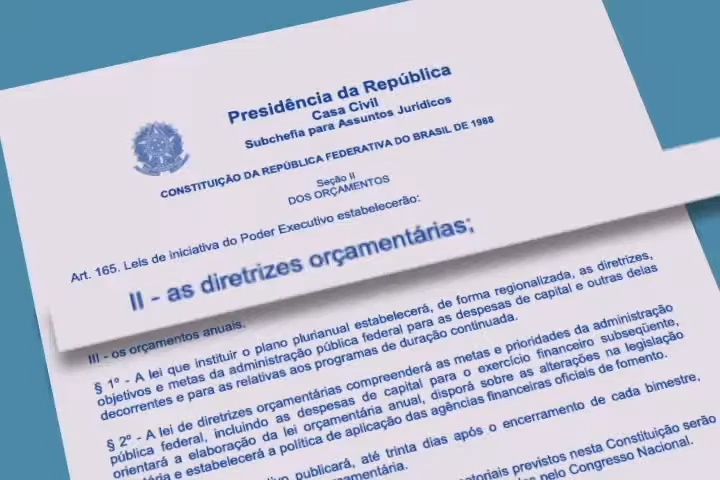 Presidência da República
Casa Civil
Subchefia para Assuntos Jurídicos
CONSTITUIÇÃO DA REPÚBLICA FEDERATIVA DO BRASIL DE 1988
Seção II
DOS ORÇAMENTOS
Art. 165. Leis de iniciativa do Poder Executivo estabelecerão:
II - as diretrizes orçamentárias;
III - os orçamentos anuais.
§ 1º - A lei que instituir o plano plurianual estabelecerá, de forma regionalizada, as diretrizes,
objetivos e metas da administração pública federal para as despesas de capital e outras delas
decorrentes e para as relativas aos programas de duração continuada.
§ 2º - A lei de diretrizes orçamentárias compreenderá as metas e prioridades da administração
pública federal, incluindo as despesas de capital para o exercício financeiro subseqüente,
orientará a elaboração da lei orçamentária anual, disporá sobre as alterações na legislação
e estabelecerá a política de aplicação das agências financeiras oficiais de fomento.
publicará, até trinta dias após o encerramento de cada bimestre,
previstos nesta Constituição serão
pelo Congresso Nacional.